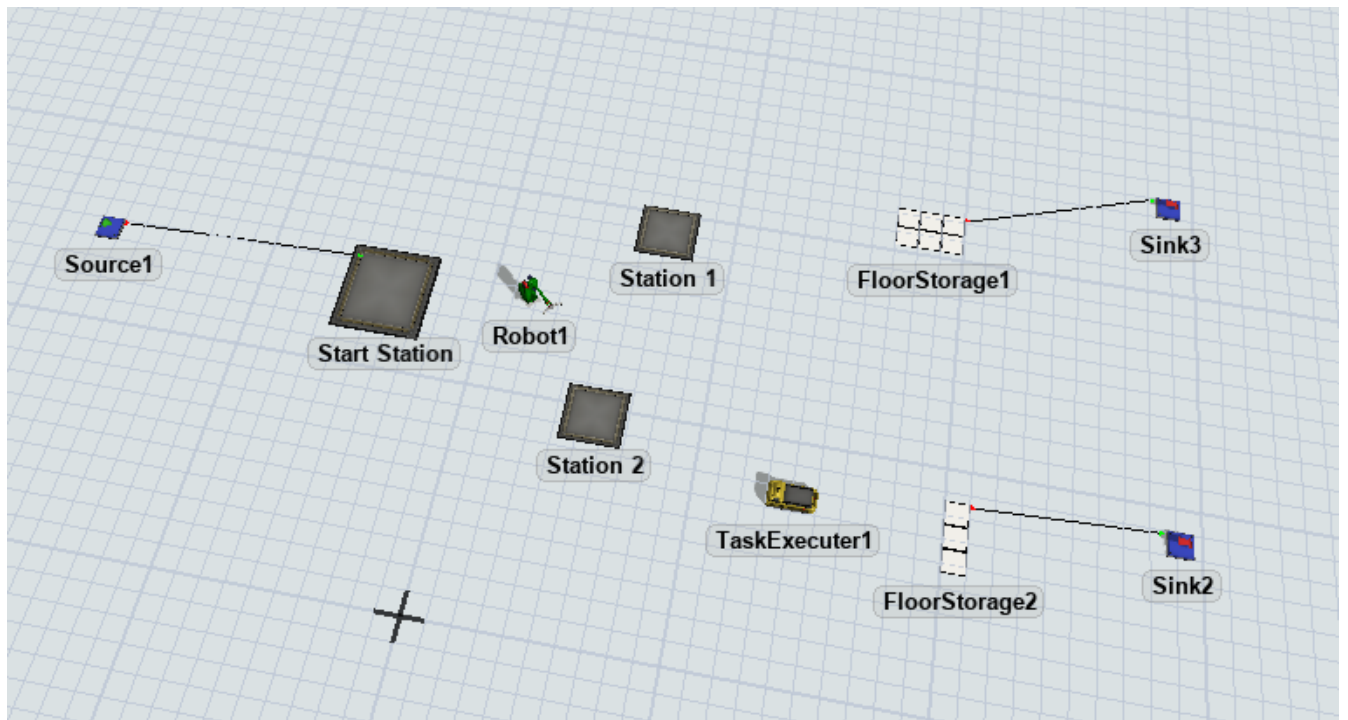 Source1
Start Station
Robot1
Station 1
FloorStorage1
Sink3
Station 2
TaskExecuter1
FloorStorage2
Sink2